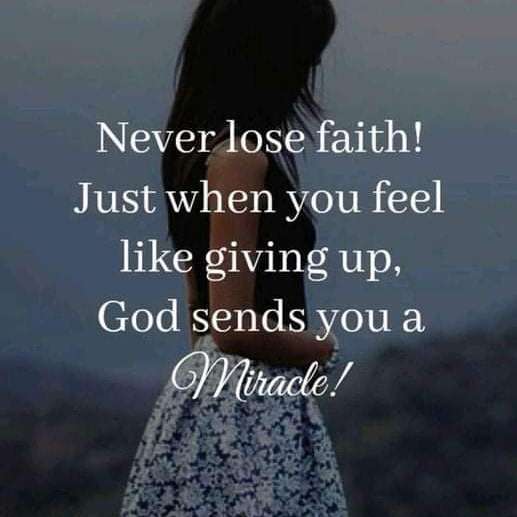 Never lose faith!
Just when you feel
like giving up,
God sends you a
Miracle!